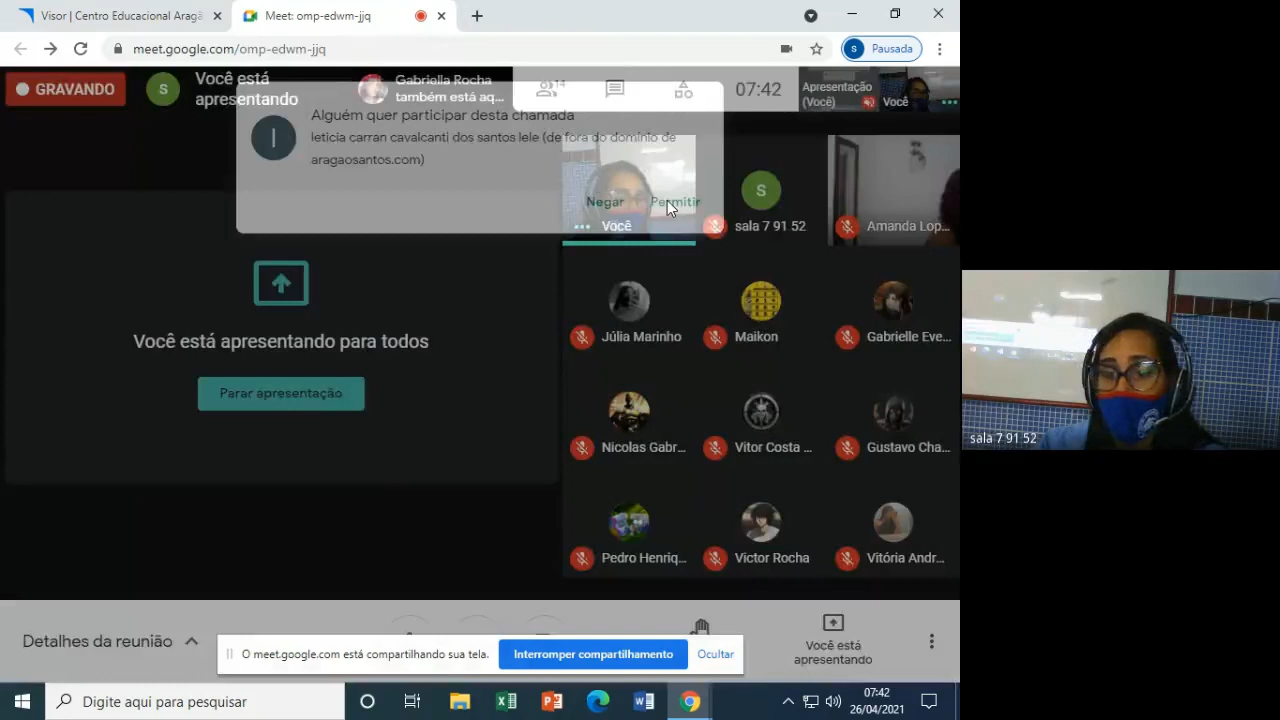 Visor | Centro Educacional Aragã
Meet: omp-edwm-jjq
meet.google.com/omp-edwm-jjq
S
Pausada
GRAVANDO
S
Você está
apresentando
Gabriella Rocha
também está aq...
14
07:42
Apresentação
(Você)
Você
Alguém quer participar desta chamada
l
leticia carran cavalcanti dos santos lele (de fora do domínio de
aragaosantos.com)
Negar
Permitir
Você
S
sala 7 91 52
Amanda Lop...
Você está apresentando para todos
Parar apresentação
Júlia Marinho
Maikon
Gabrielle Eve...
Nicolas Gabr...
Vitor Costa ...
Gustavo Cha...
Pedro Henriq...
Victor Rocha
Vitória Andr...
sala 7 91 52
Detalhes da reunião
O meet.google.com está compartilhando sua tela.
Interromper compartilhamento
Ocultar
Você está
apresentando
Digite aqui para pesquisar
07:42
26/04/2021